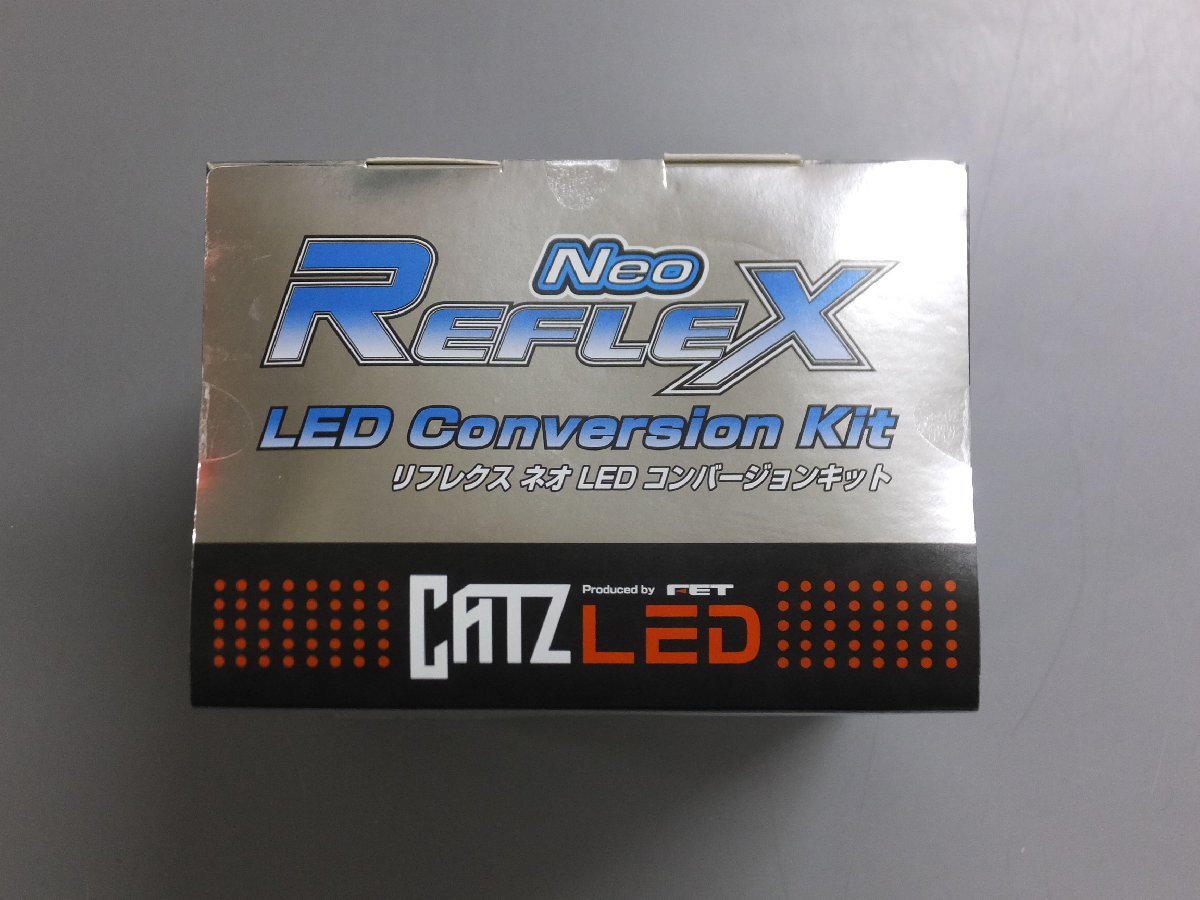 Neo
REFLEX
LED Conversion Kit
リフレクス ネオ LED コンバージョンキット
CATZ
Produced by FET
LED